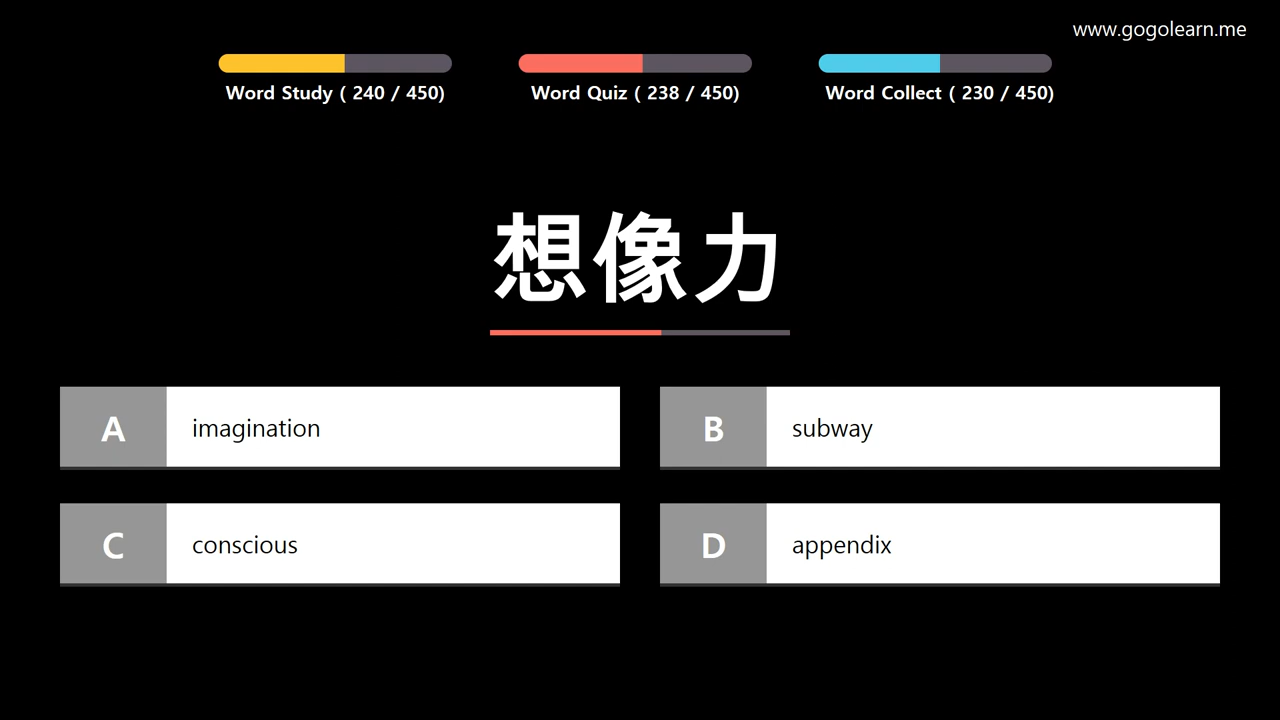 www.gogolearn.me
Word Study ( 240 / 450)
Word Quiz ( 238 / 450)
Word Collect ( 230 / 450)
想像力
A imagination
B subway
C conscious
D appendix